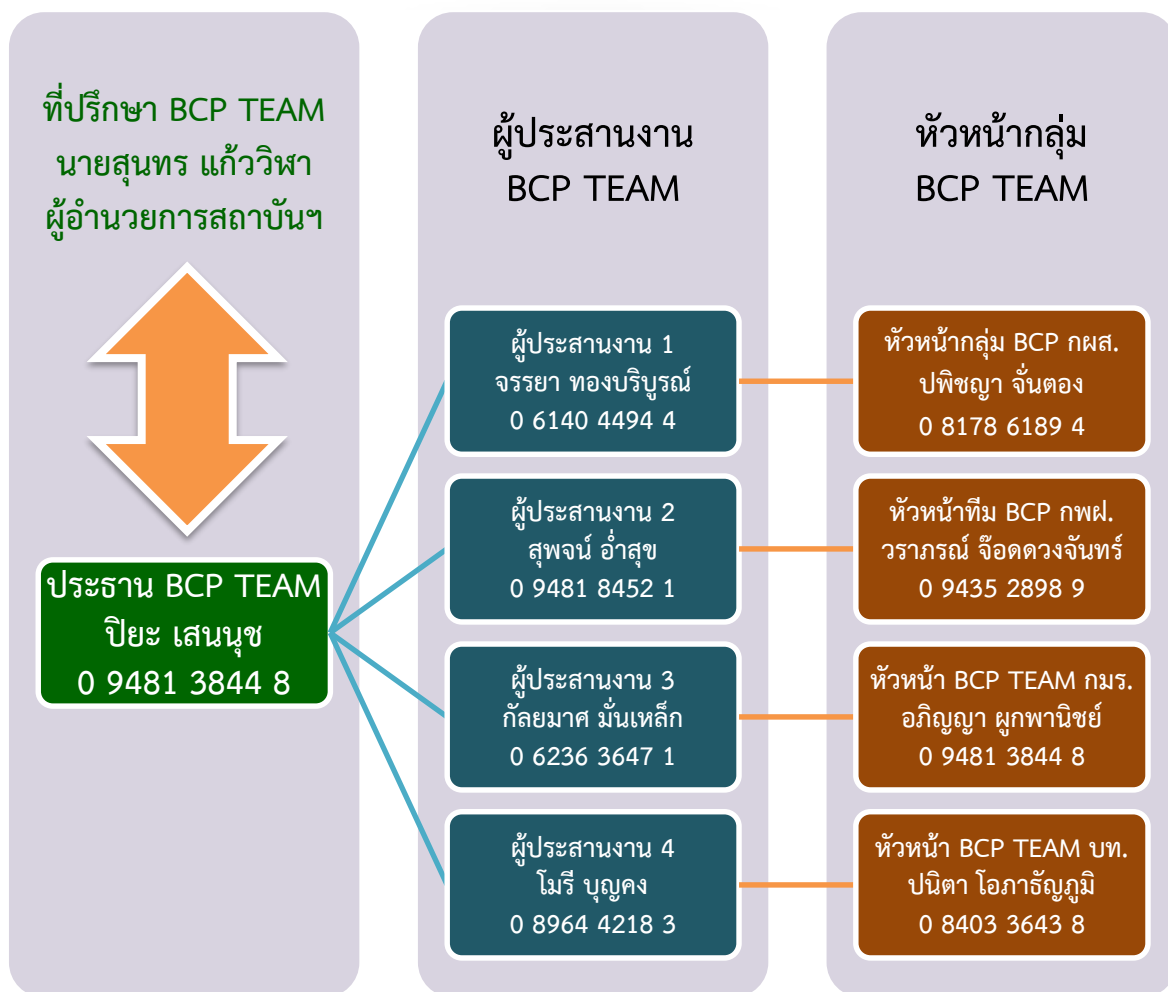 ที่ปรึกษา BCP TEAM
นายสุนทร แก้ววิฬา
ผู้อำนวยการสถาบันฯ
ประธาน BCP TEAM
ปิยะ เสนนุช
0 9481 3844 8
ผู้ประสานงาน
BCP TEAM
ผู้ประสานงาน 1
จรรยา ทองบริบูรณ์
0 6140 4494 4
ผู้ประสานงาน 2
สุพจน์ อ่ำสุข
0 9481 8452 1
ผู้ประสานงาน 3
กัลยมาศ มั่นเหล็ก
0 6236 3647 1
ผู้ประสานงาน 4
โมรี บุญคง
0 8964 4218 3
หัวหน้ากลุ่ม
BCP TEAM
หัวหน้ากลุ่ม BCP กผส.
ปพิชญา จั่นตอง
0 8178 6189 4
หัวหน้าทีม BCP กพฝ.
วราภรณ์ จ๊อดดวงจันทร์
0 9435 2898 9
หัวหน้า BCP TEAM กมร.
อภิญญา ผูกพานิชย์
0 9481 3844 8
หัวหน้า BCP TEAM บท.
ปนิตา โอภาธัญภูมิ
0 8403 3643 8